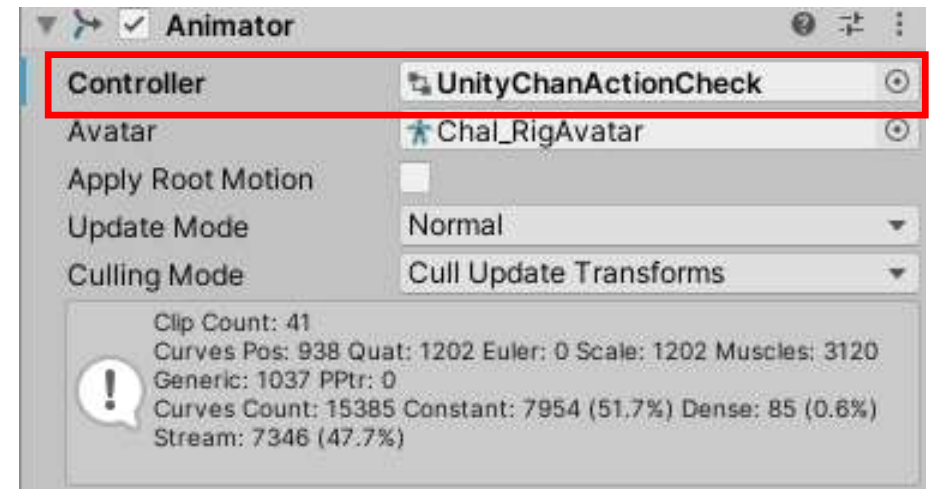 Animator
Controller UnityChanActionCheck
Avatar Chal_RigAvatar
Apply Root Motion
Update Mode Normal
Culling Mode Cull Update Transforms
Clip Count: 41
Curves Pos: 938 Quat: 1202 Euler: 0 Scale: 1202 Muscles: 3120
Generic: 1037 PPtr: 0
Curves Count: 15385 Constant: 7954 (51.7%) Dense: 85 (0.6%)
Stream: 7346 (47.7%)